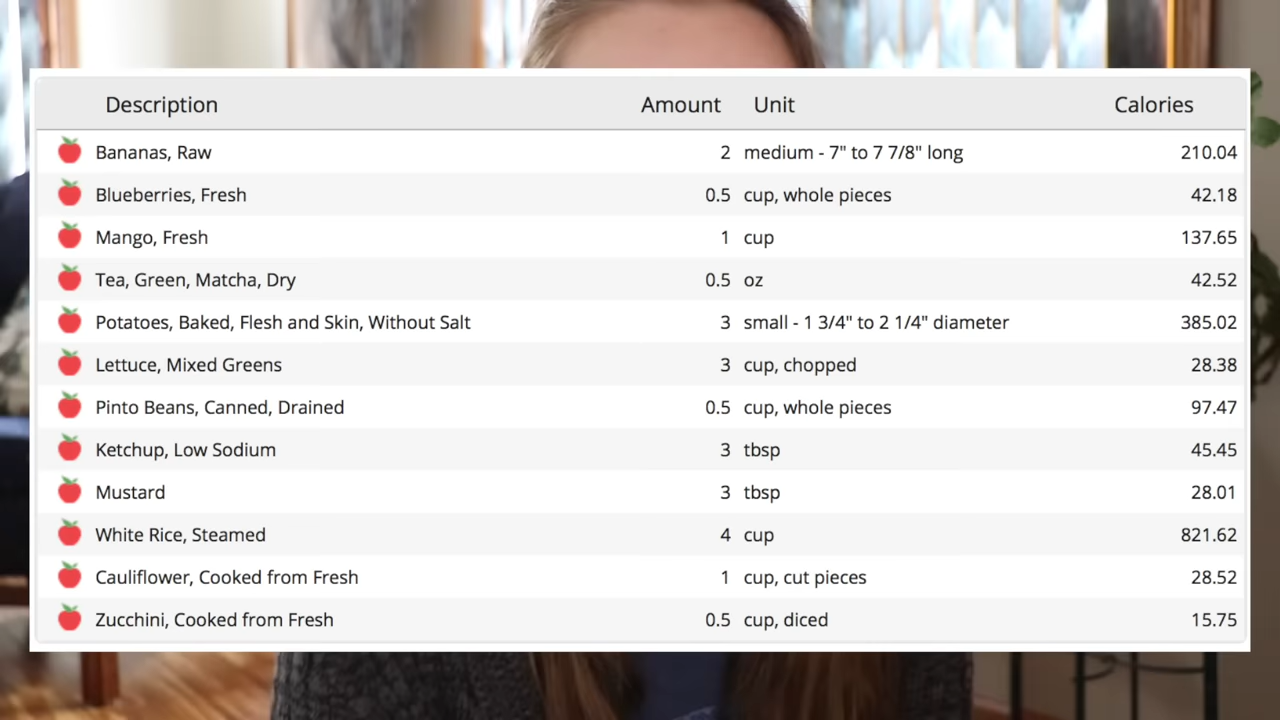 Description Amount Unit Calories
Bananas, Raw 2 medium - 7" to 7 7/8" long 210.04
Blueberries, Fresh 0.5 cup, whole pieces 42.18
Mango, Fresh 1 cup 137.65
Tea, Green, Matcha, Dry 0.5 oz 42.52
Potatoes, Baked, Flesh and Skin, Without Salt 3 small - 1 3/4" to 2 1/4" diameter 385.02
Lettuce, Mixed Greens 3 cup, chopped 28.38
Pinto Beans, Canned, Drained 0.5 cup, whole pieces 97.47
Ketchup, Low Sodium 3 tbsp 45.45
Mustard 3 tbsp 28.01
White Rice, Steamed 4 cup 821.62
Cauliflower, Cooked from Fresh 1 cup, cut pieces 28.52
Zucchini, Cooked from Fresh 0.5 cup, diced 15.75